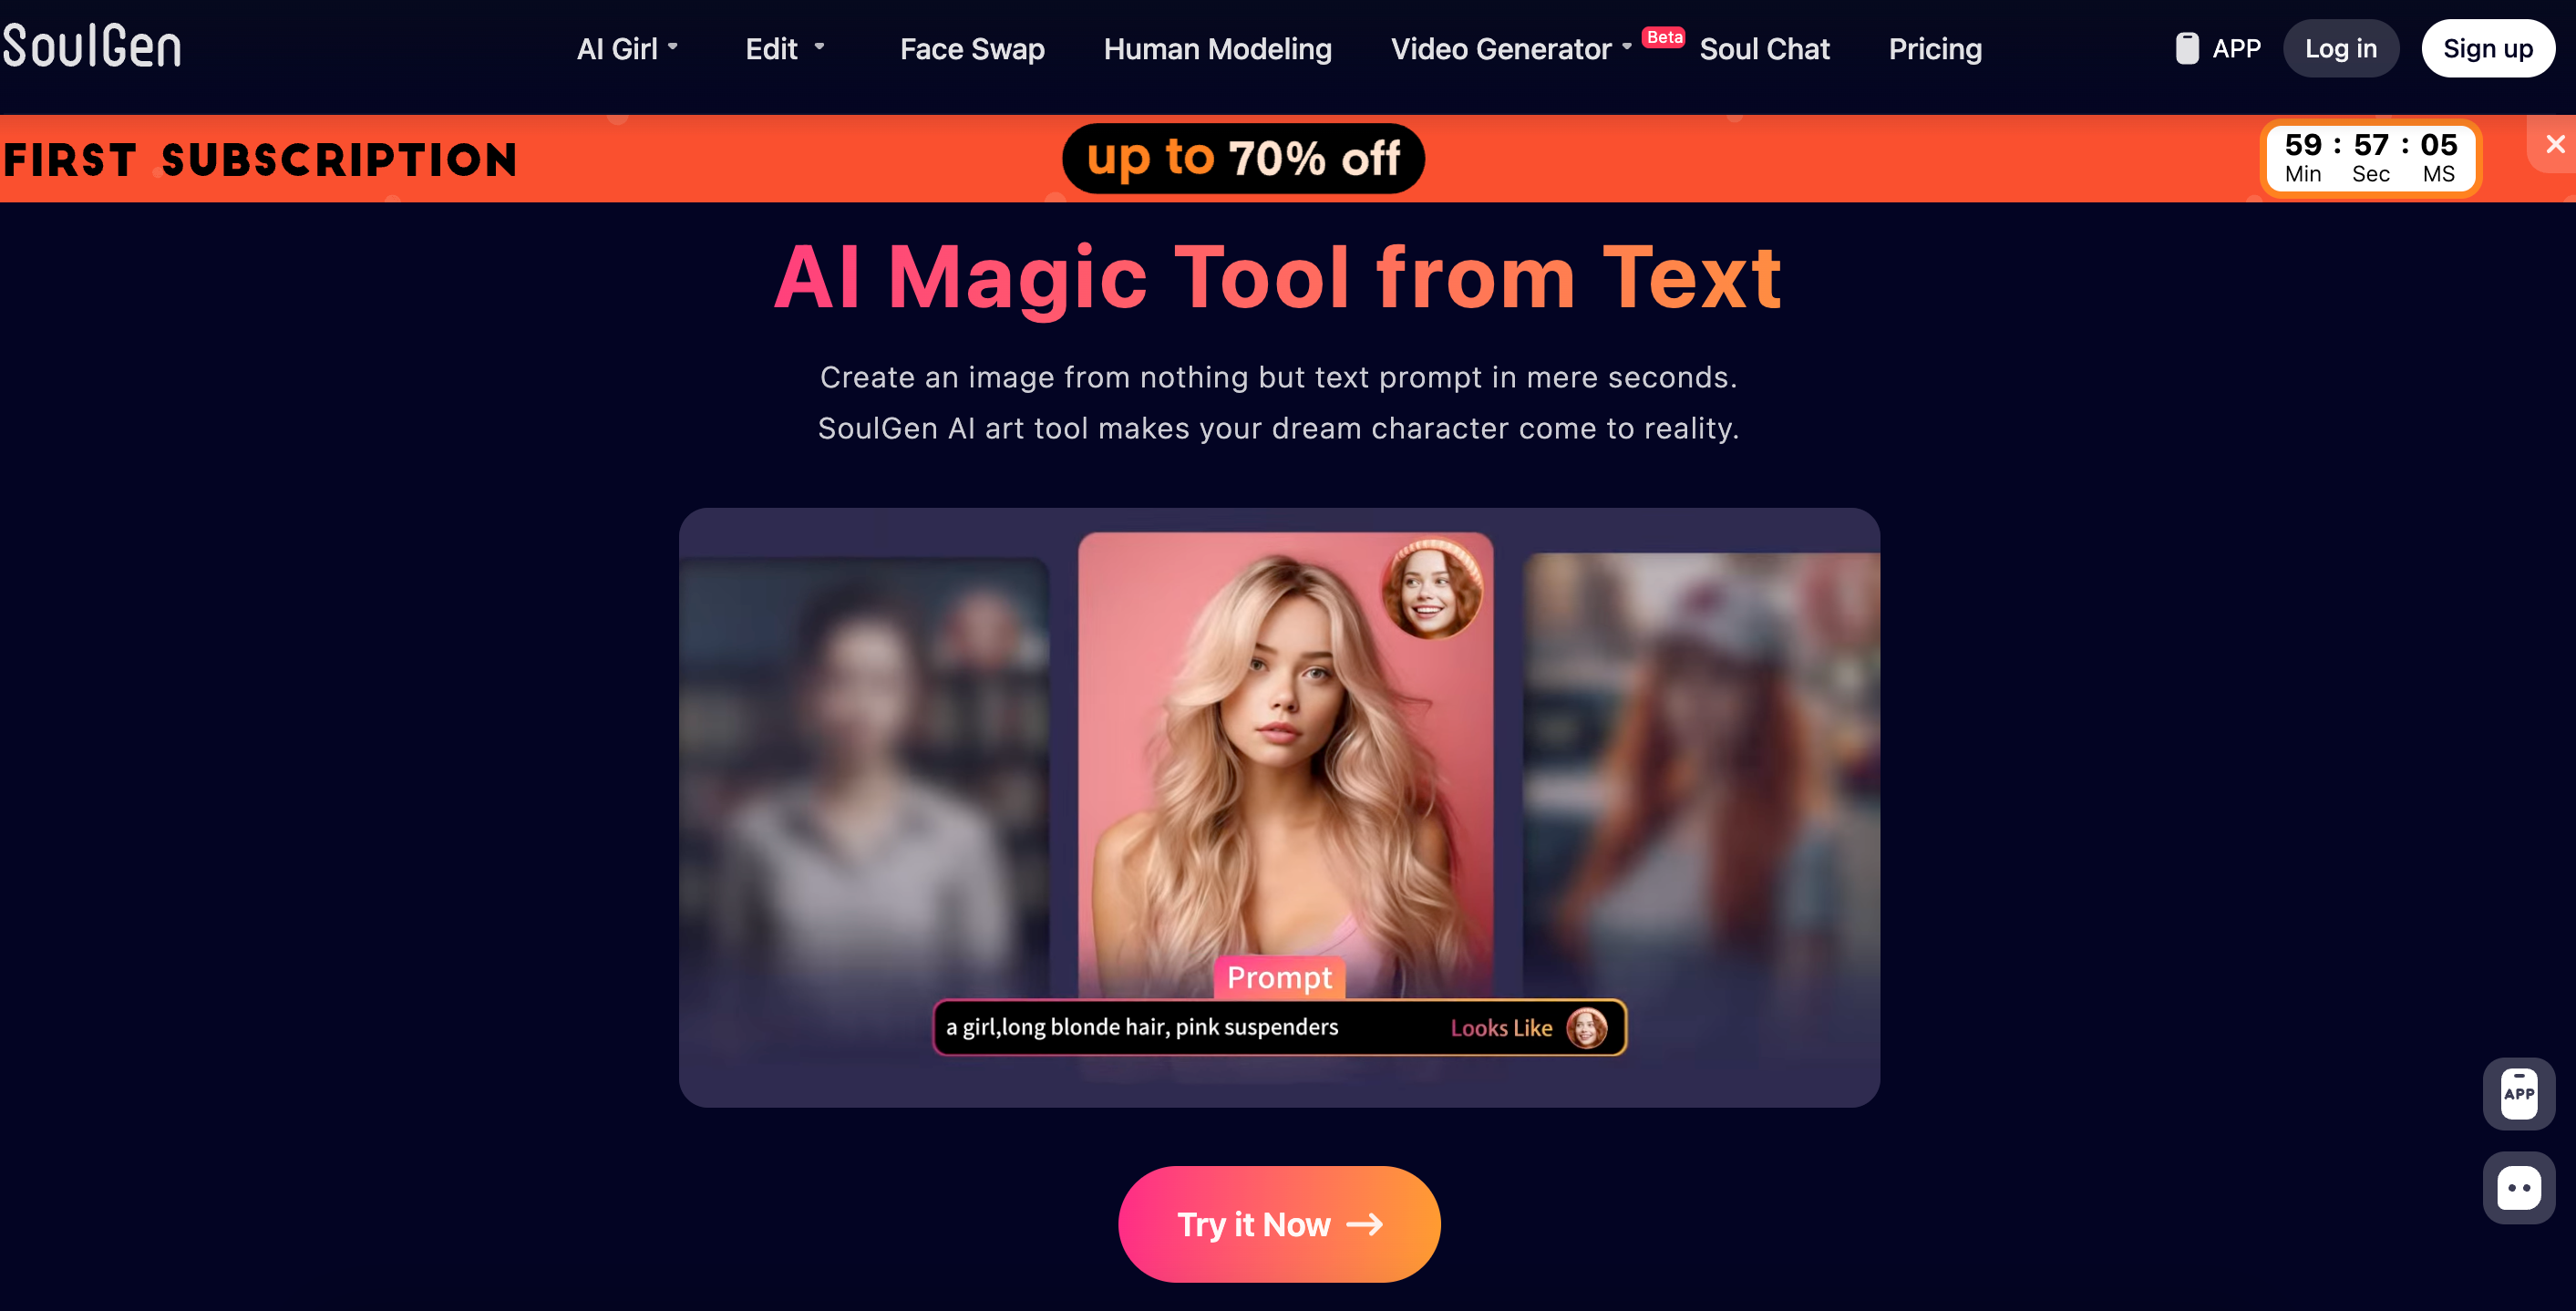 SoulGen
AI Girl
Edit
Face Swap
Human Modeling
Video Generator
Beta
Soul Chat
Pricing
APP
Log in
Sign up
FIRST SUBSCRIPTION
up to 70% off
59 : 57 : 05
Min Sec MS
AI Magic Tool from Text
Create an image from nothing but text prompt in mere seconds.
SoulGen AI art tool makes your dream character come to reality.
Prompt
a girl,long blonde hair, pink suspenders
Looks Like
APP
Try it Now